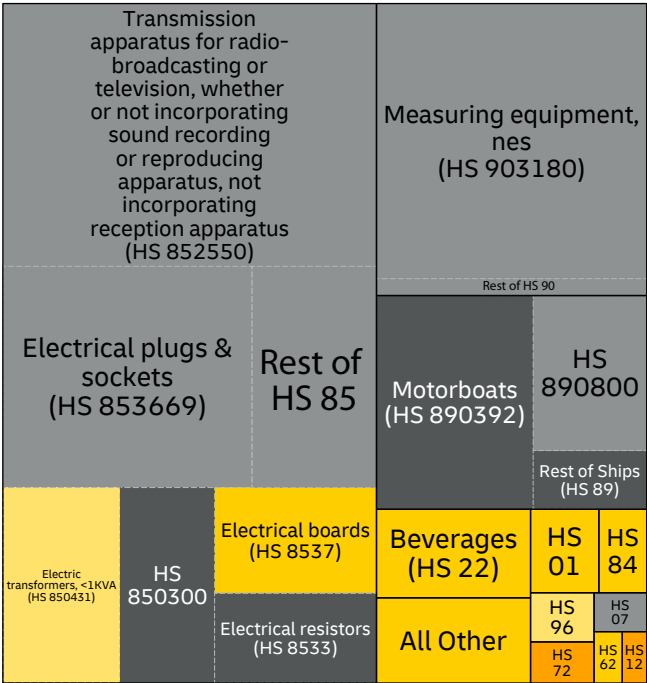 Transmission
apparatus for radio-
broadcasting or
television, whether
or not incorporating
sound recording
or reproducing
apparatus, not
incorporating
reception apparatus
(HS 852550)
Measuring equipment,
nes
(HS 903180)
Rest of HS 90
Electrical plugs &
sockets
(HS 853669)
Rest of
HS 85
Motorboats
(HS 890392)
HS
890800
Rest of Ships
(HS 89)
Electric
transformers, <1KVA
(HS 850431)
HS
850300
Electrical boards
(HS 8537)
Electrical resistors
(HS 8533)
Beverages
(HS 22)
HS
01
HS
84
All Other
HS
96
HS
07
HS
72
HS
62
HS
12